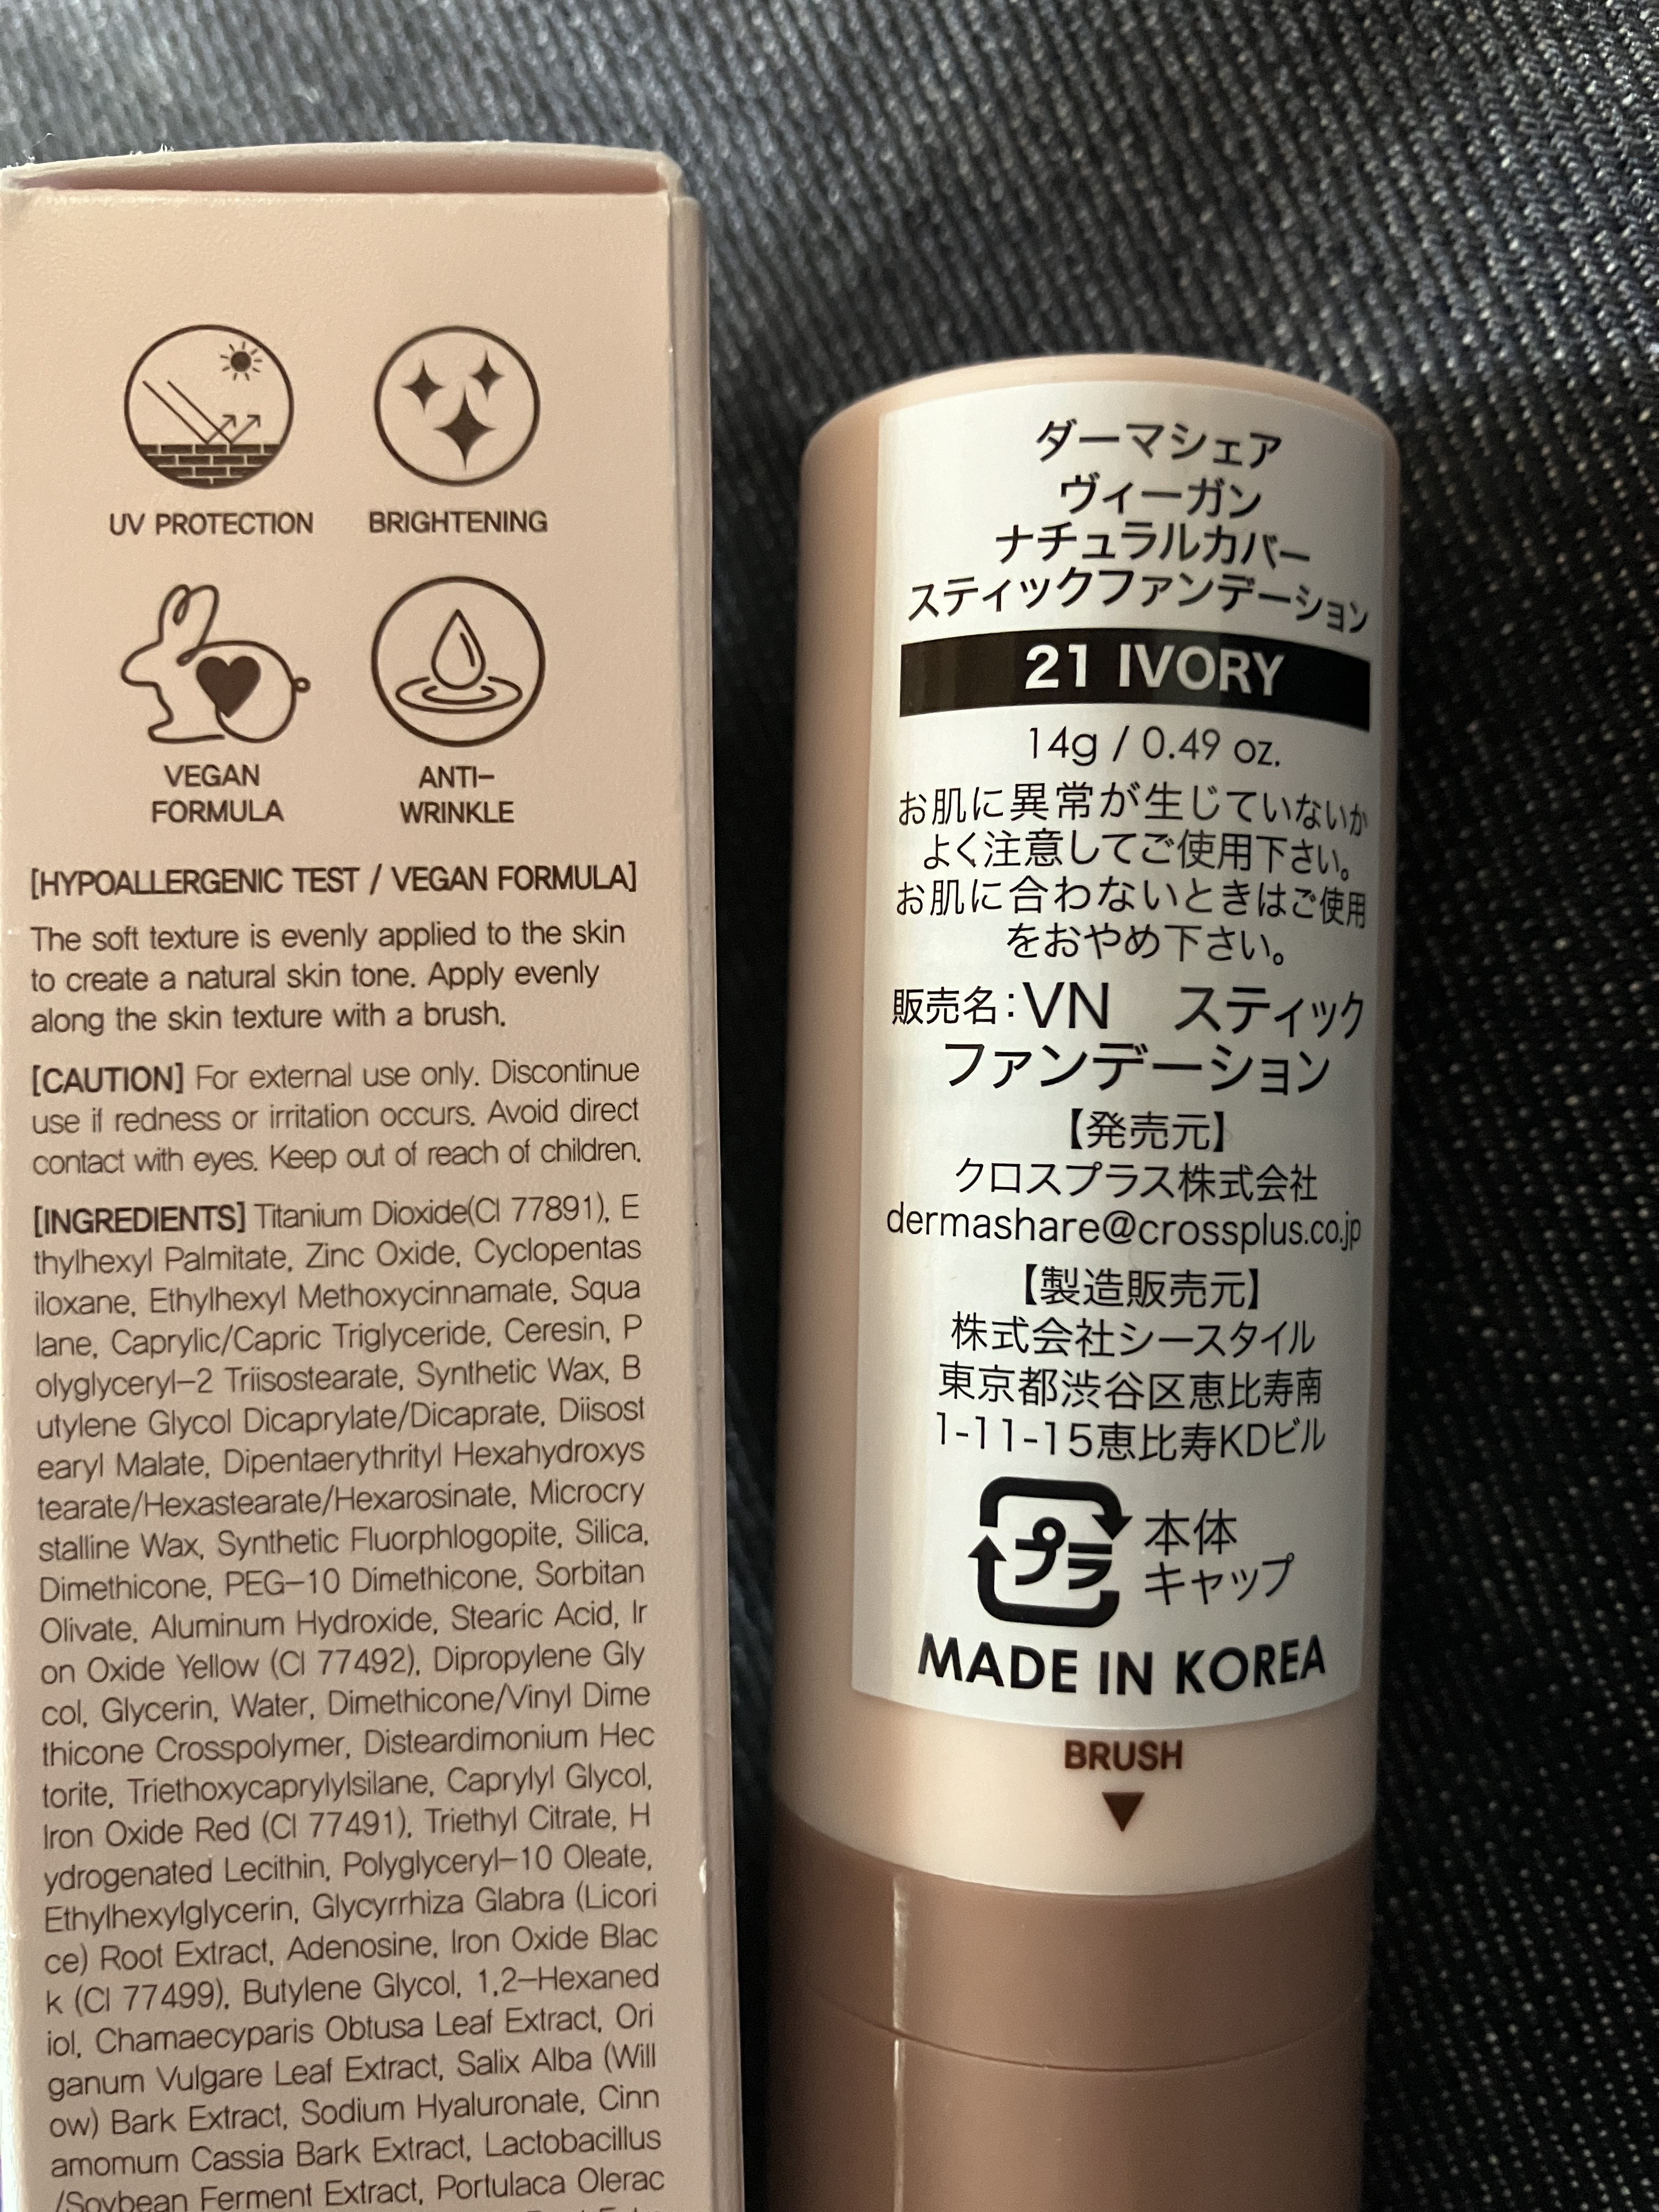 UV PROTECTION
BRIGHTENING
VEGAN
FORMULA
ANTI-
WRINKLE
[HYPOALLERGENIC TEST / VEGAN FORMULA]
The soft texture is evenly applied to the skin
to create a natural skin tone. Apply evenly
along the skin texture with a brush.
[CAUTION] For external use only. Discontinue
use if redness or irritation occurs. Avoid direct
contact with eyes. Keep out of reach of children.
[INGREDIENTS] Titanium Dioxide(CI 77891), E
thylhexyl Palmitate, Zinc Oxide, Cyclopentas
iloxane, Ethylhexyl Methoxycinnamate, Squa
lane, Caprylic/Capric Triglyceride, Ceresin, P
olyglyceryl-2 Triisostearate, Synthetic Wax, B
utylene Glycol Dicaprylate/Dicaprate, Diisost
earyl Malate, Dipentaerythrityl Hexahydroxys
tearate/Hexastearate/Hexarosinate, Microcry
stalline Wax, Synthetic Fluorphlogopite, Silica,
Dimethicone, PEG-10 Dimethicone, Sorbitan
Olivate, Aluminum Hydroxide, Stearic Acid, Ir
on Oxide Yellow (CI 77492), Dipropylene Gly
col, Glycerin, Water, Dimethicone/Vinyl Dime
thicone Crosspolymer, Disteardimonium Hec
torite, Triethoxycaprylylsilane, Caprylyl Glycol,
Iron Oxide Red (CI 77491), Triethyl Citrate, H
ydrogenated Lecithin, Polyglyceryl-10 Oleate,
Ethylhexylglycerin, Glycyrrhiza Glabra (Licori
ce) Root Extract, Adenosine, Iron Oxide Blac
k (CI 77499), Butylene Glycol, 1,2-Hexaned
iol, Chamaecyparis Obtusa Leaf Extract, Ori
ganum Vulgare Leaf Extract, Salix Alba (Will
ow) Bark Extract, Sodium Hyaluronate, Cinn
amomum Cassia Bark Extract, Lactobacillus
/Soybean Ferment Extract, Portulaca Olerac
ダーマシェア
ヴィーガン
ナチュラルカバー
スティックファンデーション
21 IVORY
14g / 0.49 oz.
お肌に異常が生じていないか
よく注意してご使用下さい。
お肌に合わないときはご使用
をおやめ下さい。
販売名：VN　スティック
ファンデーション
【発売元】
クロスプラス株式会社
dermashare@crossplus.co.jp
【製造販売元】
株式会社シースタイル
東京都渋谷区恵比寿南
1-11-15恵比寿KDビル
プラ
本体
キャップ
MADE IN KOREA
BRUSH